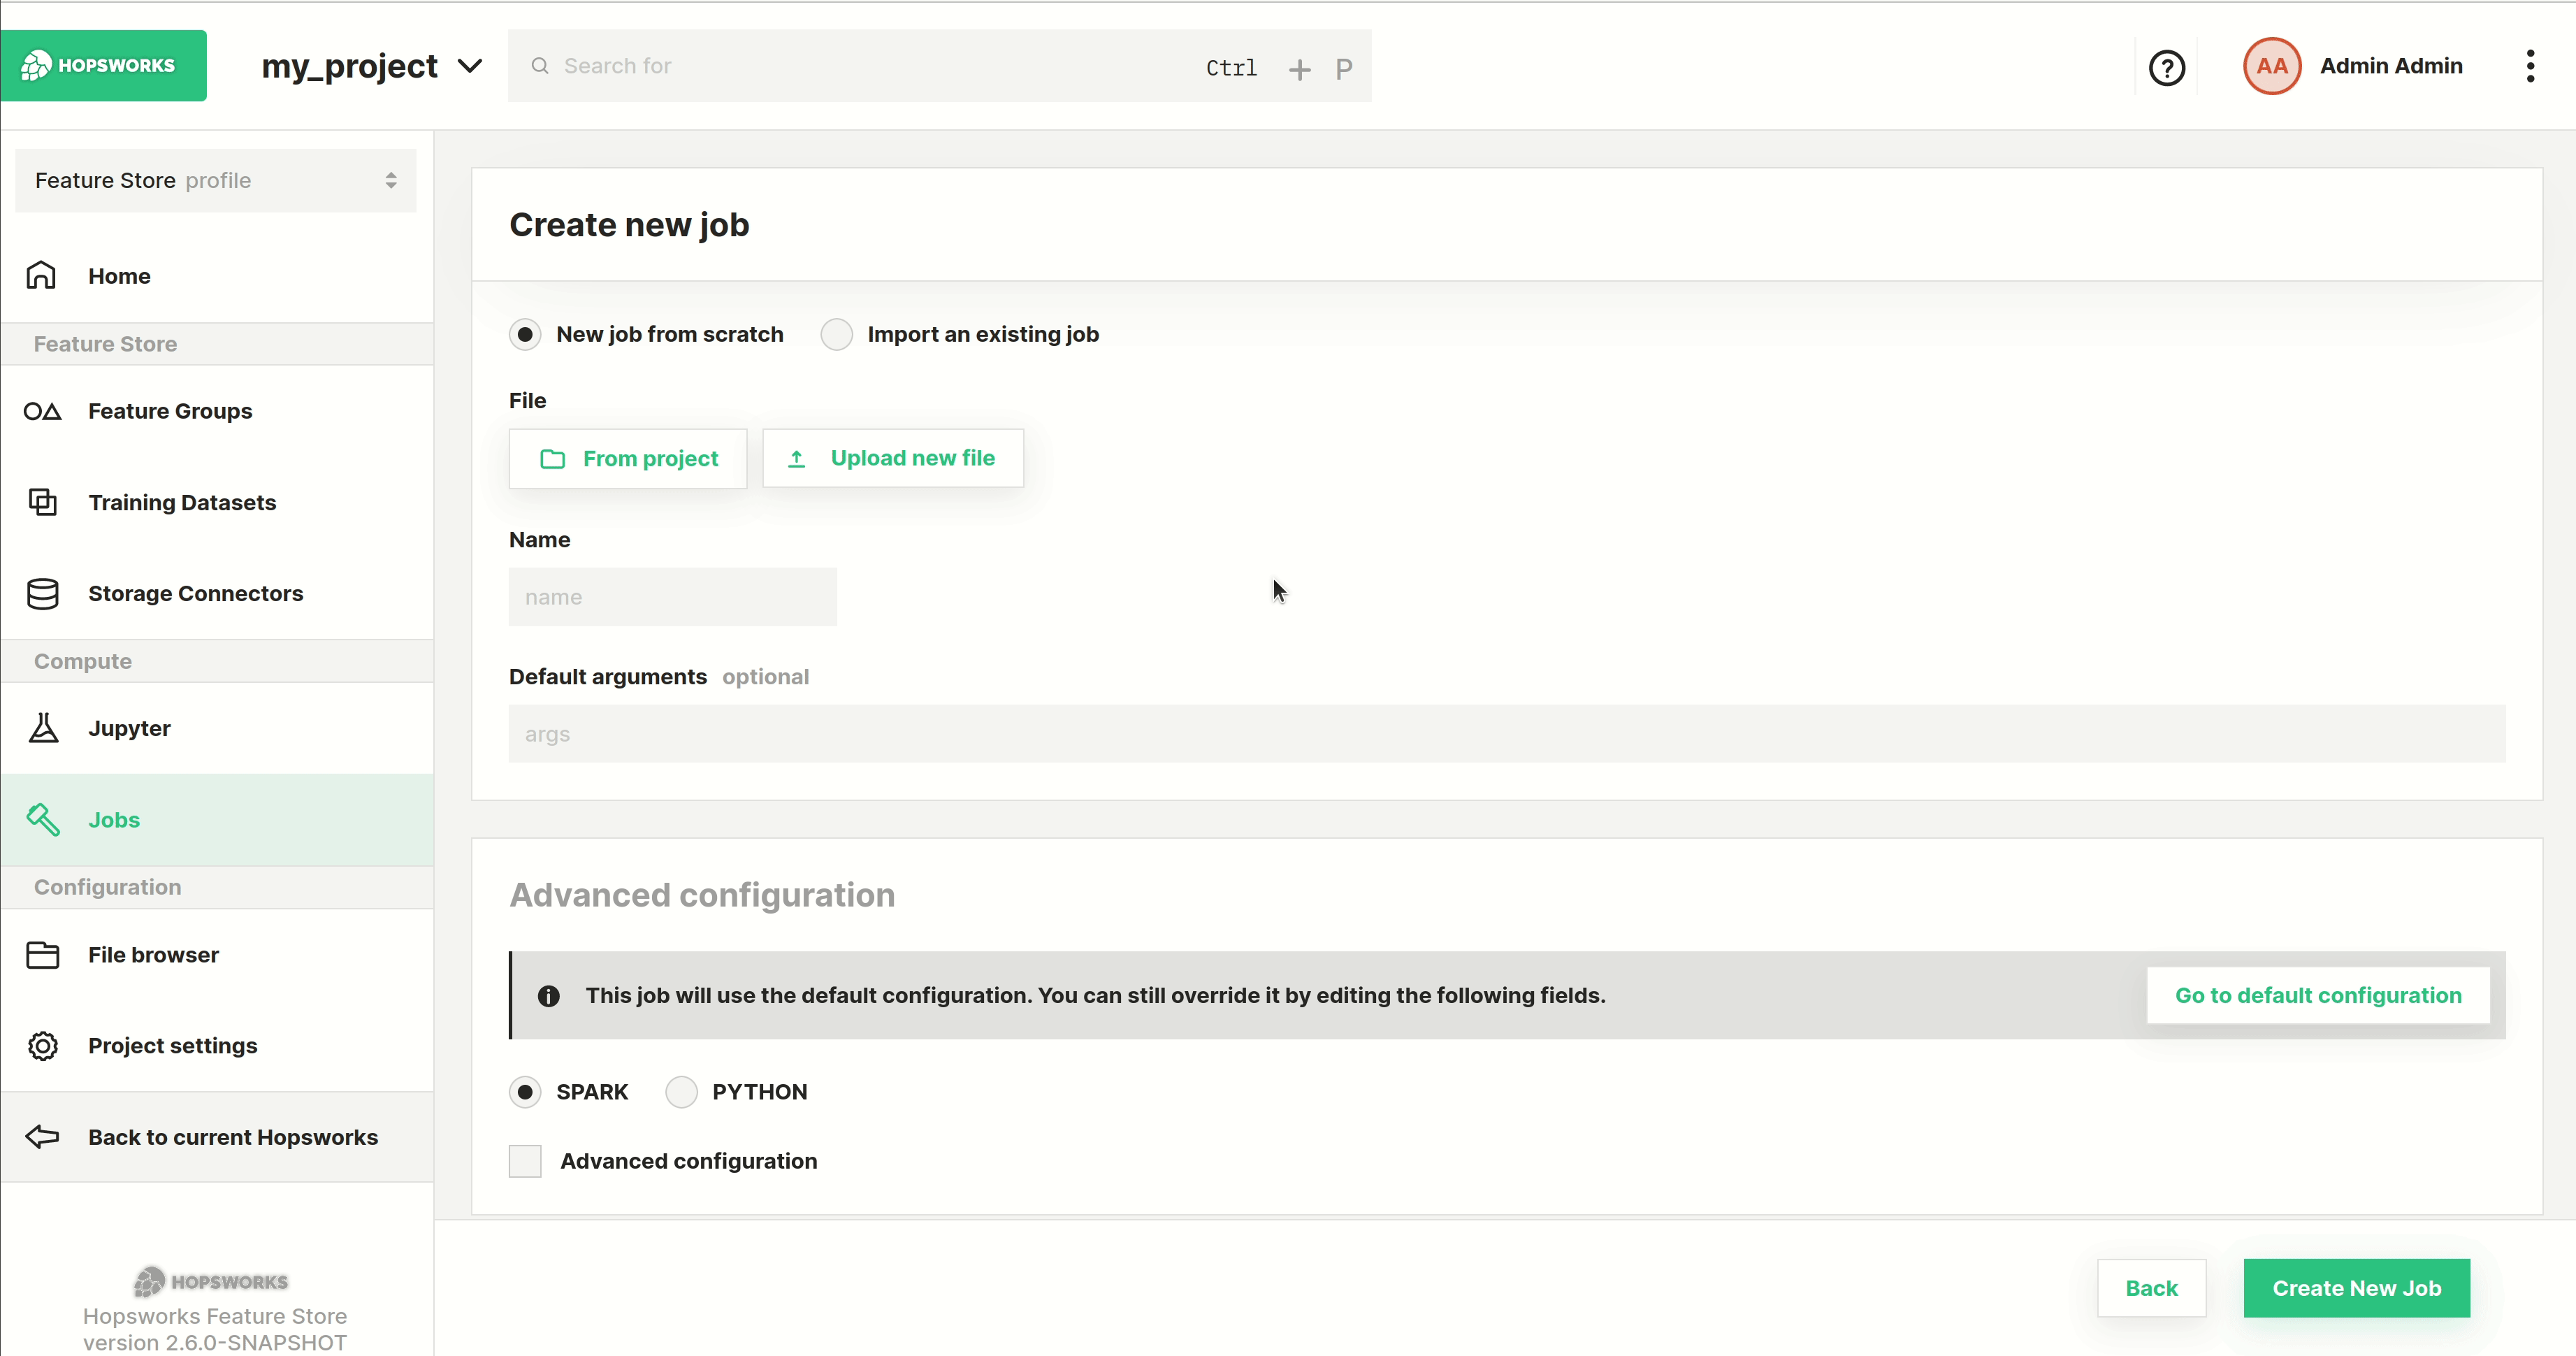 HOPSWORKS
my_project
Search for
Ctrl + P
AA
Admin Admin
Feature Store profile
Home
Feature Store
Feature Groups
Training Datasets
Storage Connectors
Compute
Jupyter
Jobs
Configuration
File browser
Project settings
Back to current Hopsworks
HOPSWORKS
Hopsworks Feature Store
version 2.6.0-SNAPSHOT
Create new job
New job from scratch
Import an existing job
File
From project
Upload new file
Name
name
Default arguments optional
args
Advanced configuration
This job will use the default configuration. You can still override it by editing the following fields.
Go to default configuration
SPARK
PYTHON
Advanced configuration
Back
Create New Job